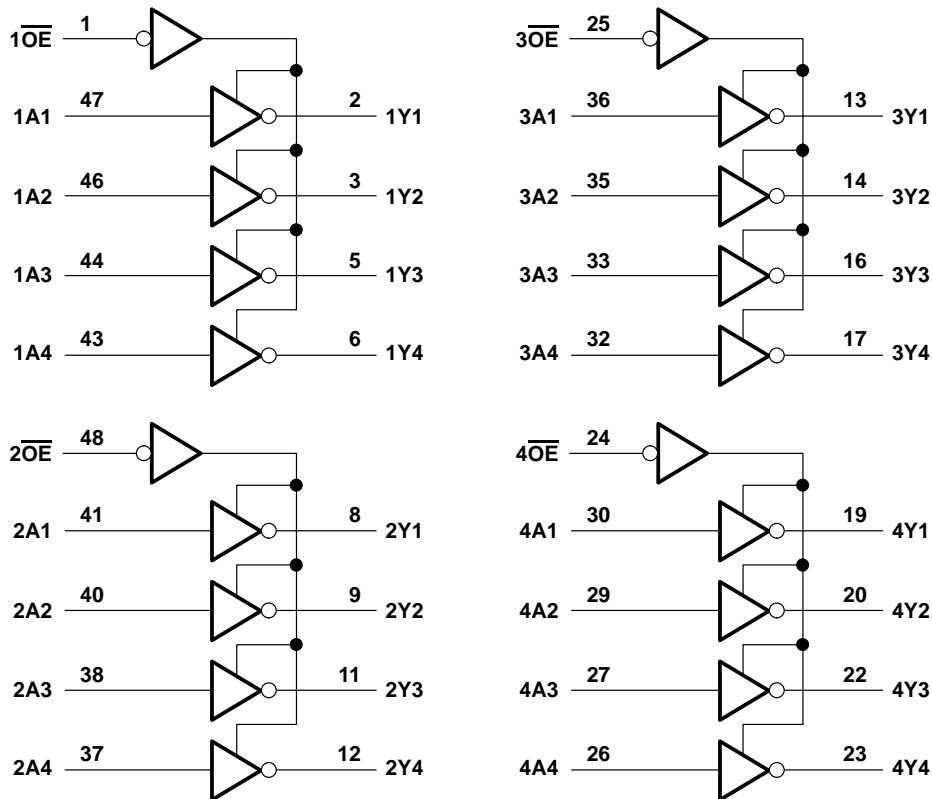 1OE 1
1A1 47 2 1Y1
1A2 46 3 1Y2
1A3 44 5 1Y3
1A4 43 6 1Y4
3OE 25
3A1 36 13 3Y1
3A2 35 14 3Y2
3A3 33 16 3Y3
3A4 32 17 3Y4
2OE 48
2A1 41 8 2Y1
2A2 40 9 2Y2
2A3 38 11 2Y3
2A4 37 12 2Y4
4OE 24
4A1 30 19 4Y1
4A2 29 20 4Y2
4A3 27 22 4Y3
4A4 26 23 4Y4